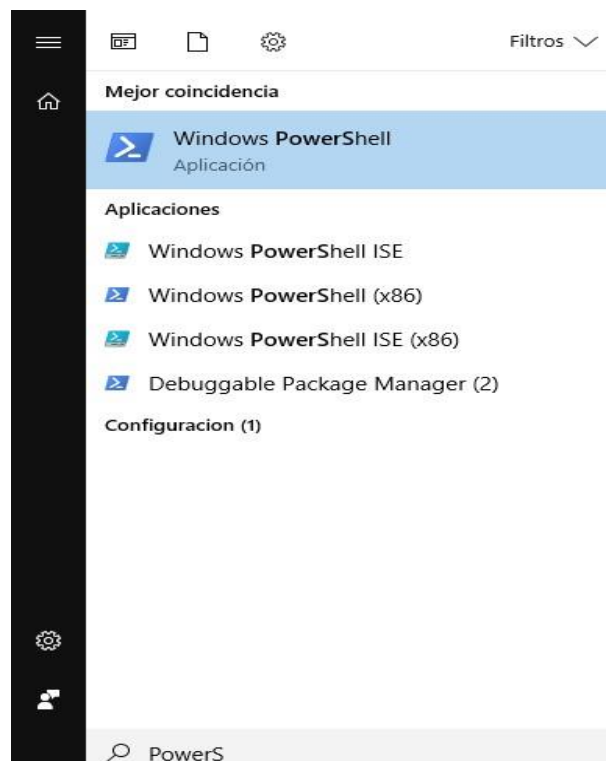 Filtros
Mejor coincidencia
Windows PowerShell
Aplicación
Aplicaciones
Windows PowerShell ISE
Windows PowerShell (x86)
Windows PowerShell ISE (x86)
Debuggable Package Manager (2)
Configuracion (1)
PowerS